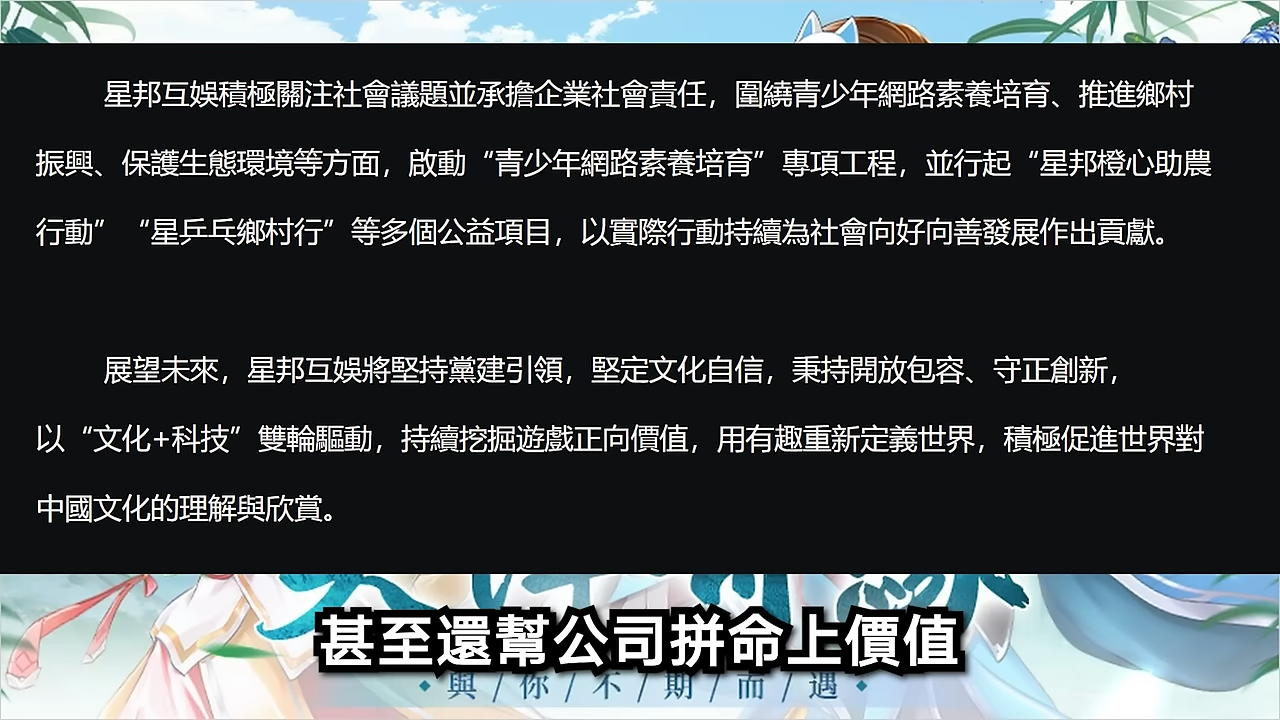 星邦互娛積極關注社會議題並承擔企業社會責任，圍繞青少年網路素養培育、推進鄉村
振興、保護生態環境等方面，啟動“青少年網路素養培育”專項工程，並行起“星邦橙心助農
行動”“星乒乓鄉村行”等多個公益項目，以實際行動持續為社會向好向善發展作出貢獻。
展望未來，星邦互娛將堅持黨建引領，堅定文化自信，秉持開放包容、守正創新，
以“文化+科技”雙輪驅動，持續挖掘遊戲正向價值，用有趣重新定義世界，積極促進世界對
中國文化的理解與欣賞。
甚至還幫公司拼命上價值
與/你/不/期/而/遇